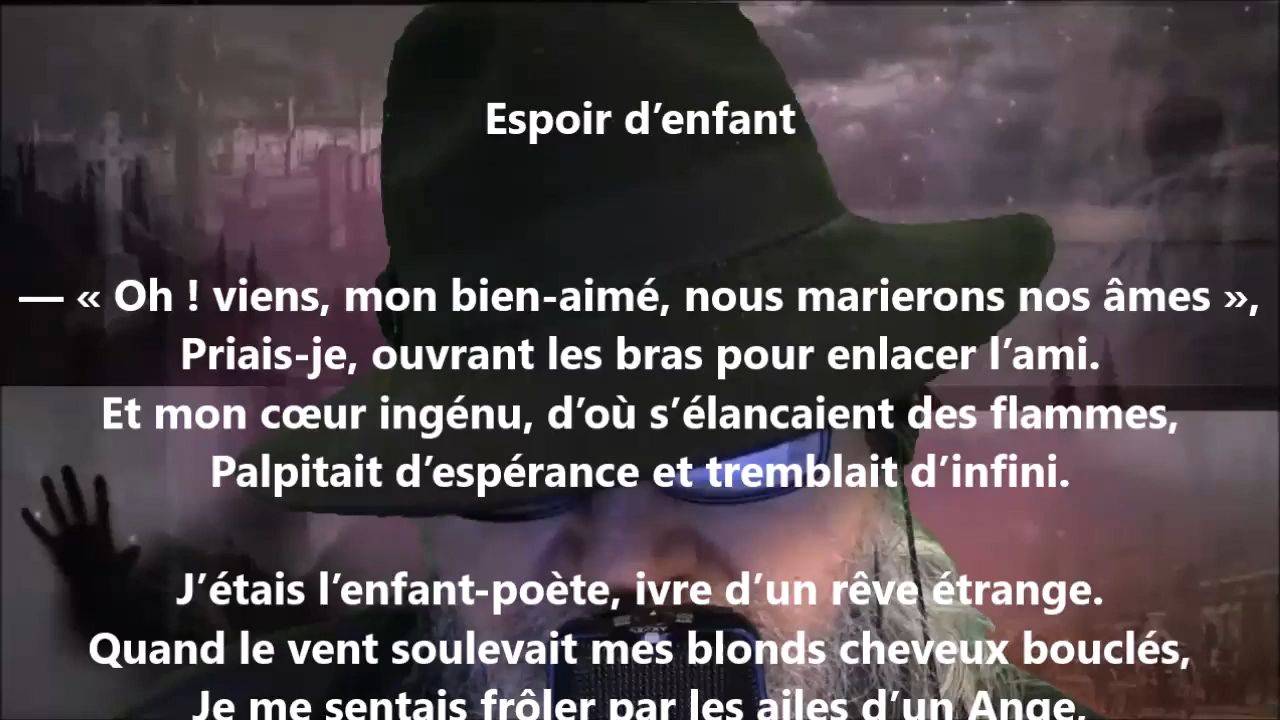 Espoir d’enfant
— « Oh ! viens, mon bien-aimé, nous marierons nos âmes »,
Priais-je, ouvrant les bras pour enlacer l’ami.
Et mon cœur ingénu, d’où s’élancaient des flammes,
Palpitait d’espérance et tremblait d’infini.
J’étais l’enfant-poète, ivre d’un rêve étrange.
Quand le vent soulevait mes blonds cheveux bouclés,
Je me sentais frôler par les ailes d’un Ange,